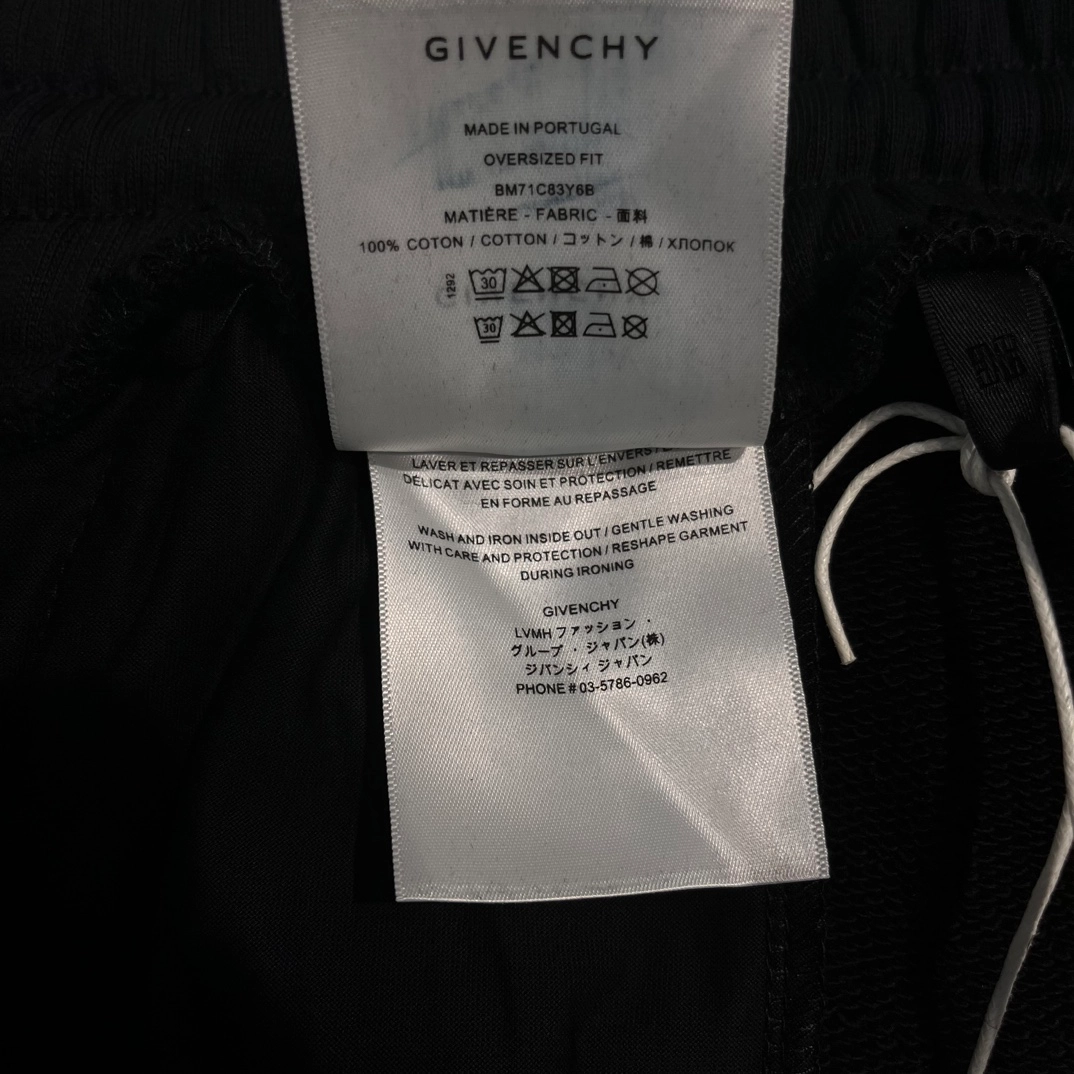 GIVENCHY
MADE IN PORTUGAL
OVERSIZED FIT
BM71C83Y6B
MATIÈRE - FABRIC - 面料
100% COTON / COTTON / コットン / 棉 / ХЛОПОК
1292
30
30
LAVER ET REPASSER SUR L'ENVERS /
DÉLICAT AVEC SOIN ET PROTECTION / REMETTRE
EN FORME AU REPASSAGE
WASH AND IRON INSIDE OUT / GENTLE WASHING
WITH CARE AND PROTECTION / RESHAPE GARMENT
DURING IRONING
GIVENCHY
LVMH ファッション ・
グループ ・ ジャパン(株)
ジバンシィ ジャパン
PHONE # 03-5786-0962